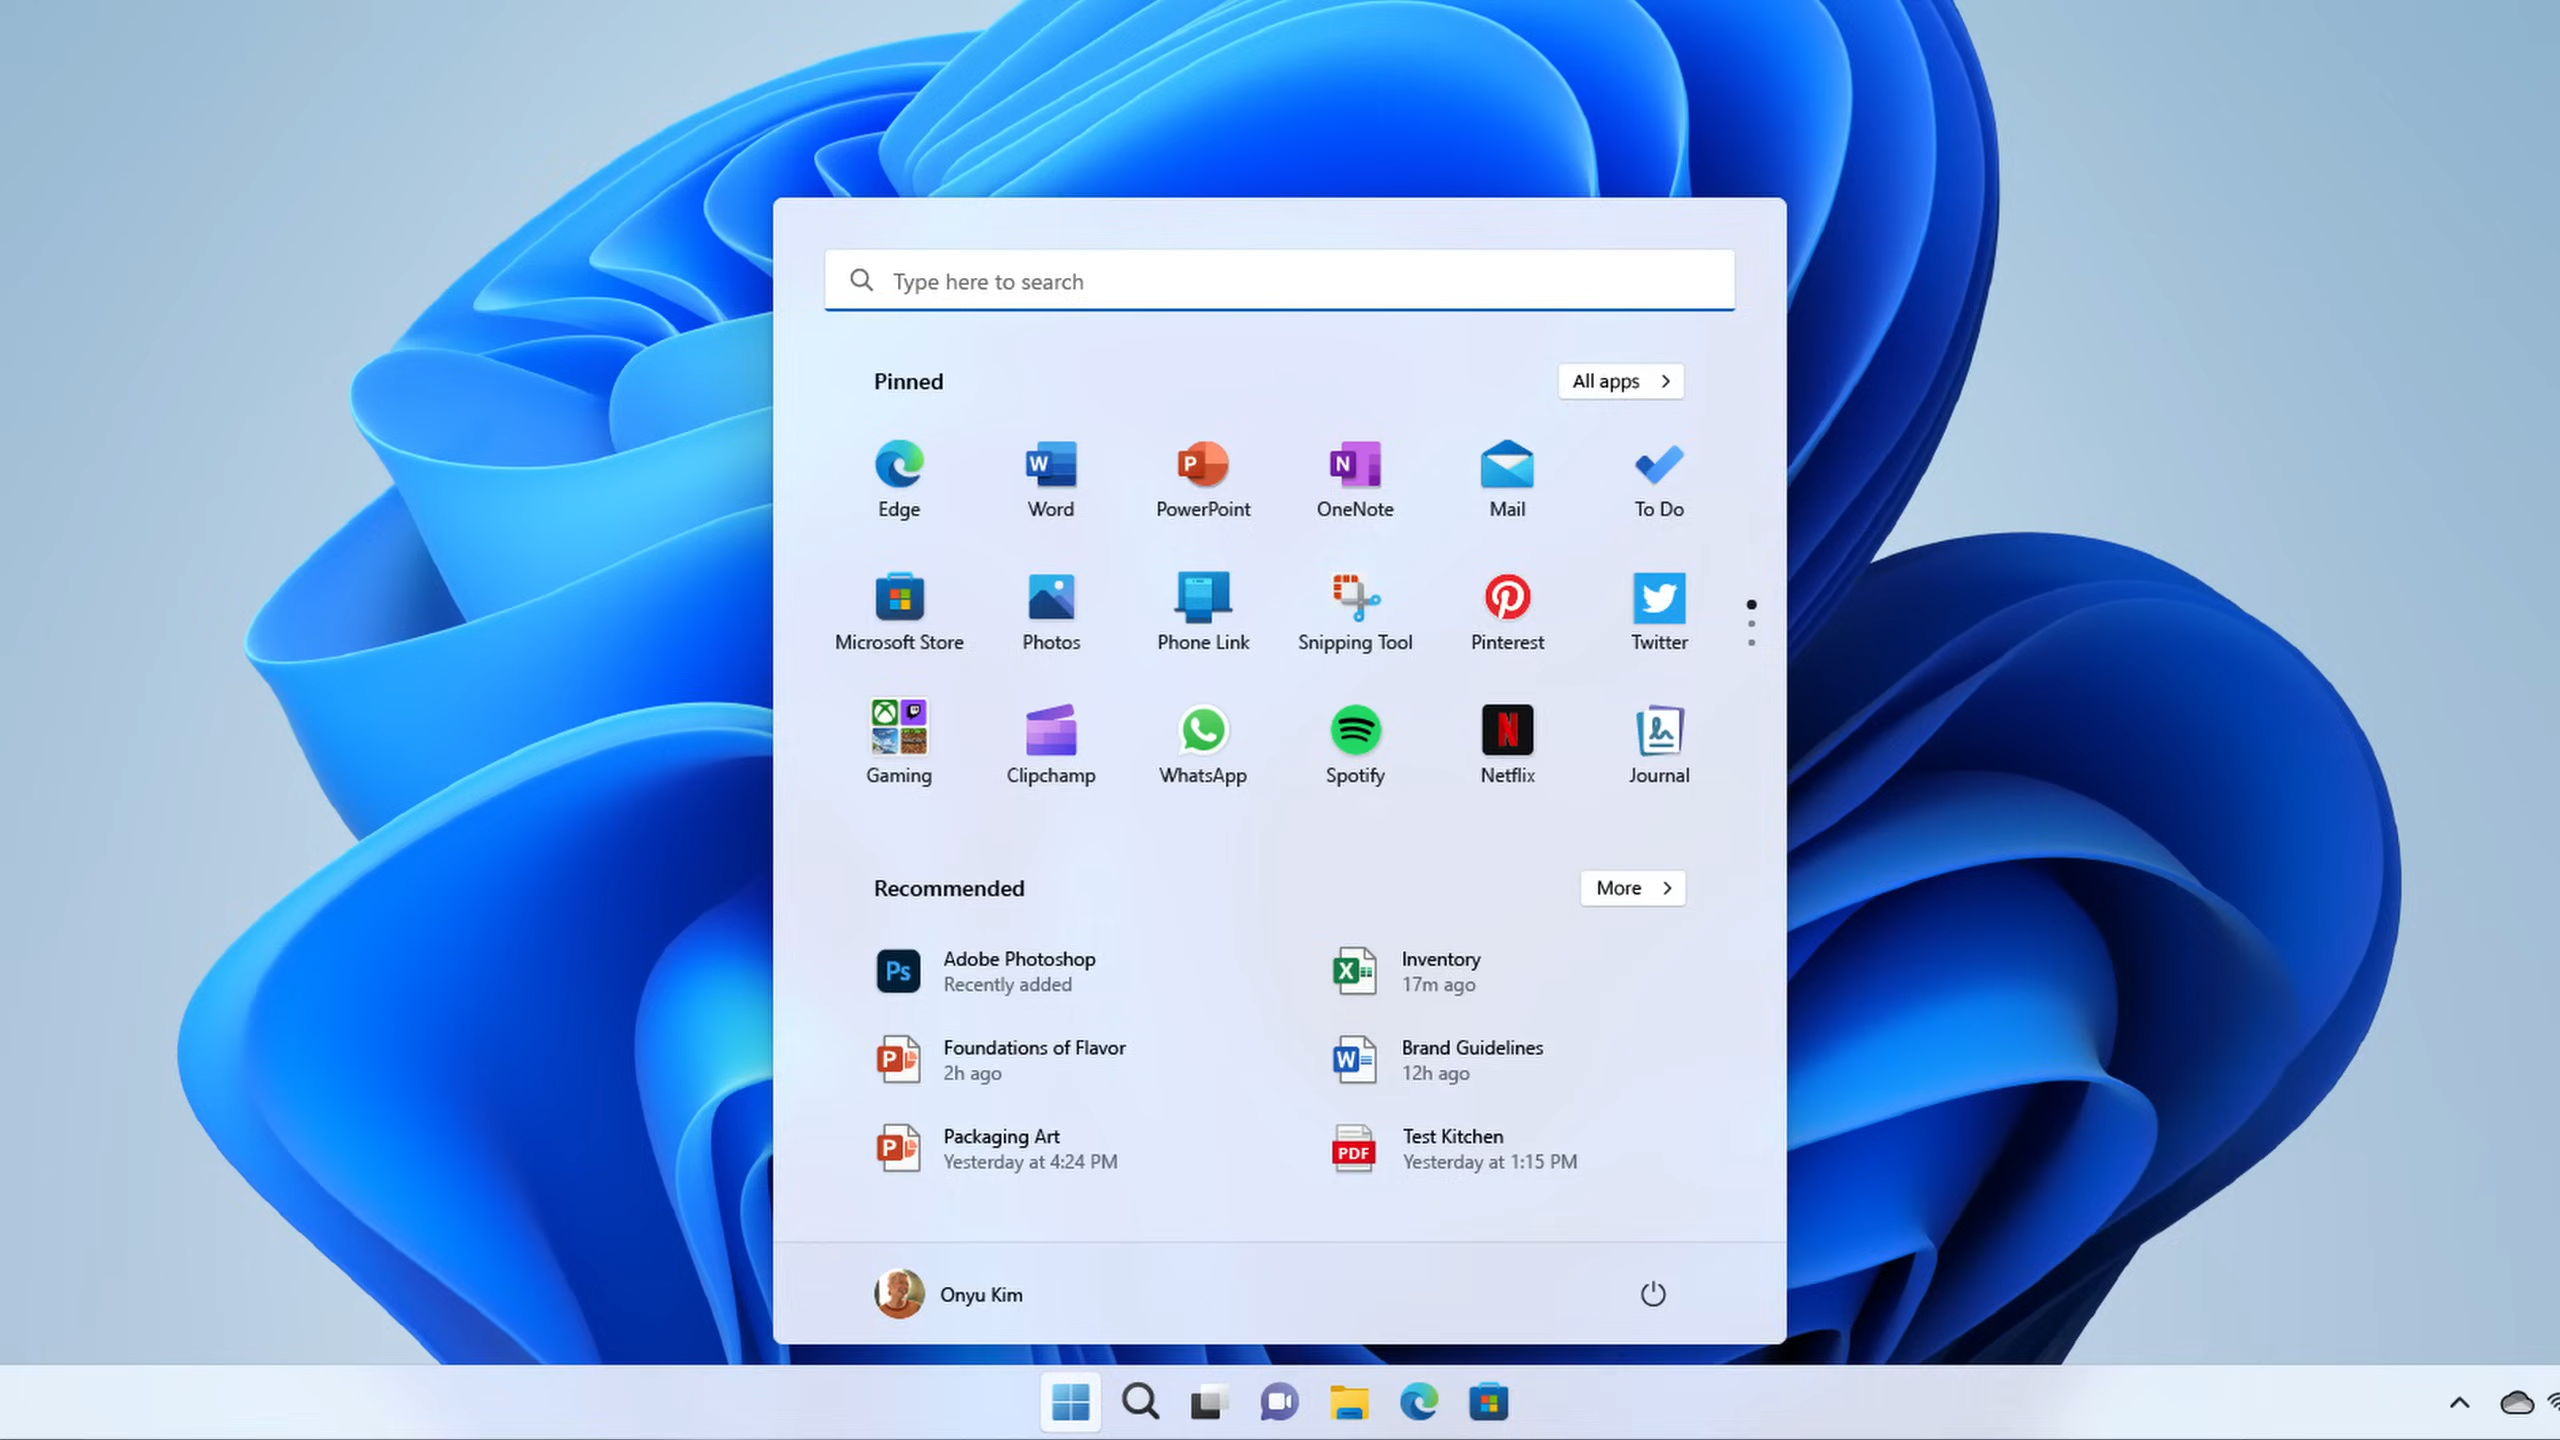 Type here to search
Pinned
All apps
Edge
Word
PowerPoint
OneNote
Mail
To Do
Microsoft Store
Photos
Phone Link
Snipping Tool
Pinterest
Twitter
Gaming
Clipchamp
WhatsApp
Spotify
Netflix
Journal
Recommended
More
Ps
Adobe Photoshop
Recently added
Inventory
17m ago
Foundations of Flavor
2h ago
Brand Guidelines
12h ago
Packaging Art
Yesterday at 4:24 PM
PDF
Test Kitchen
Yesterday at 1:15 PM
Onyu Kim